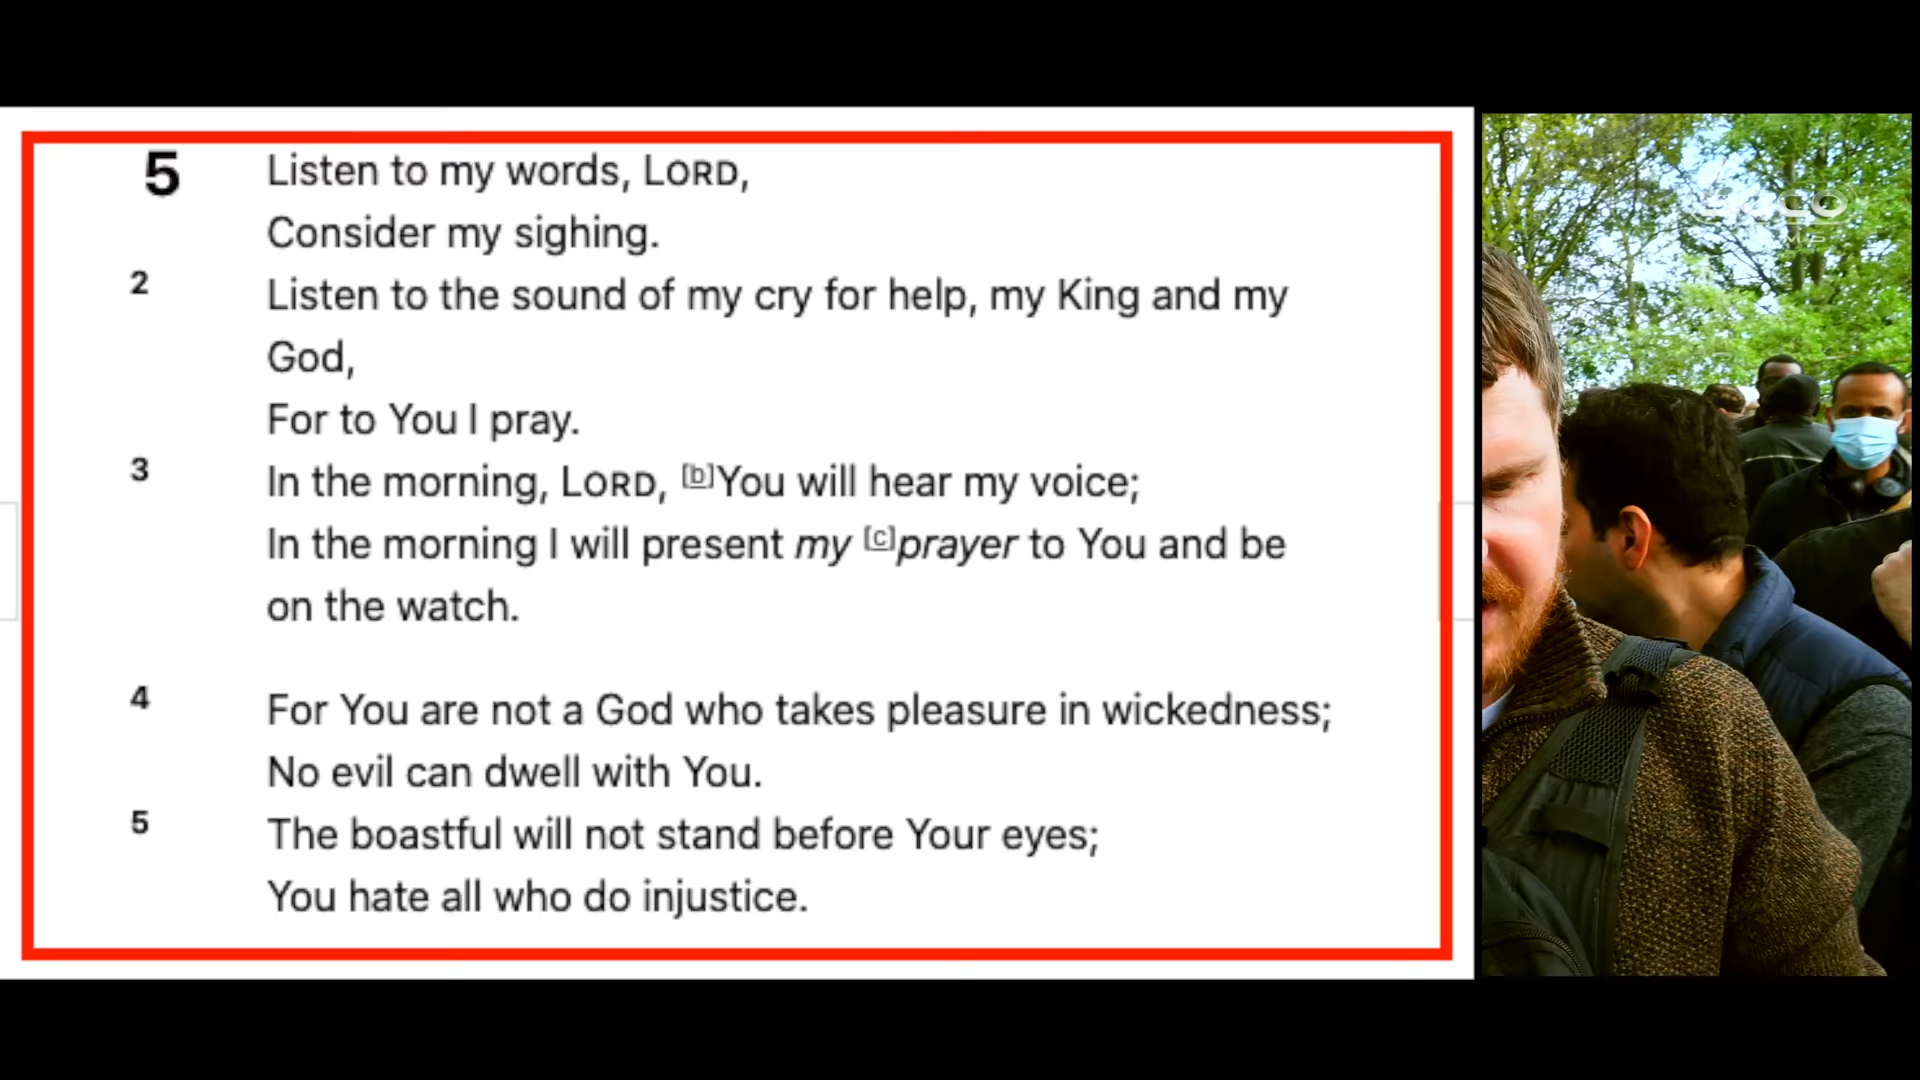 5 Listen to my words, LORD,
Consider my sighing.
2 Listen to the sound of my cry for help, my King and my
God,
For to You I pray.
3 In the morning, LORD, [b]You will hear my voice;
In the morning I will present my [c]prayer to You and be
on the watch.
4 For You are not a God who takes pleasure in wickedness;
No evil can dwell with You.
5 The boastful will not stand before Your eyes;
You hate all who do injustice.